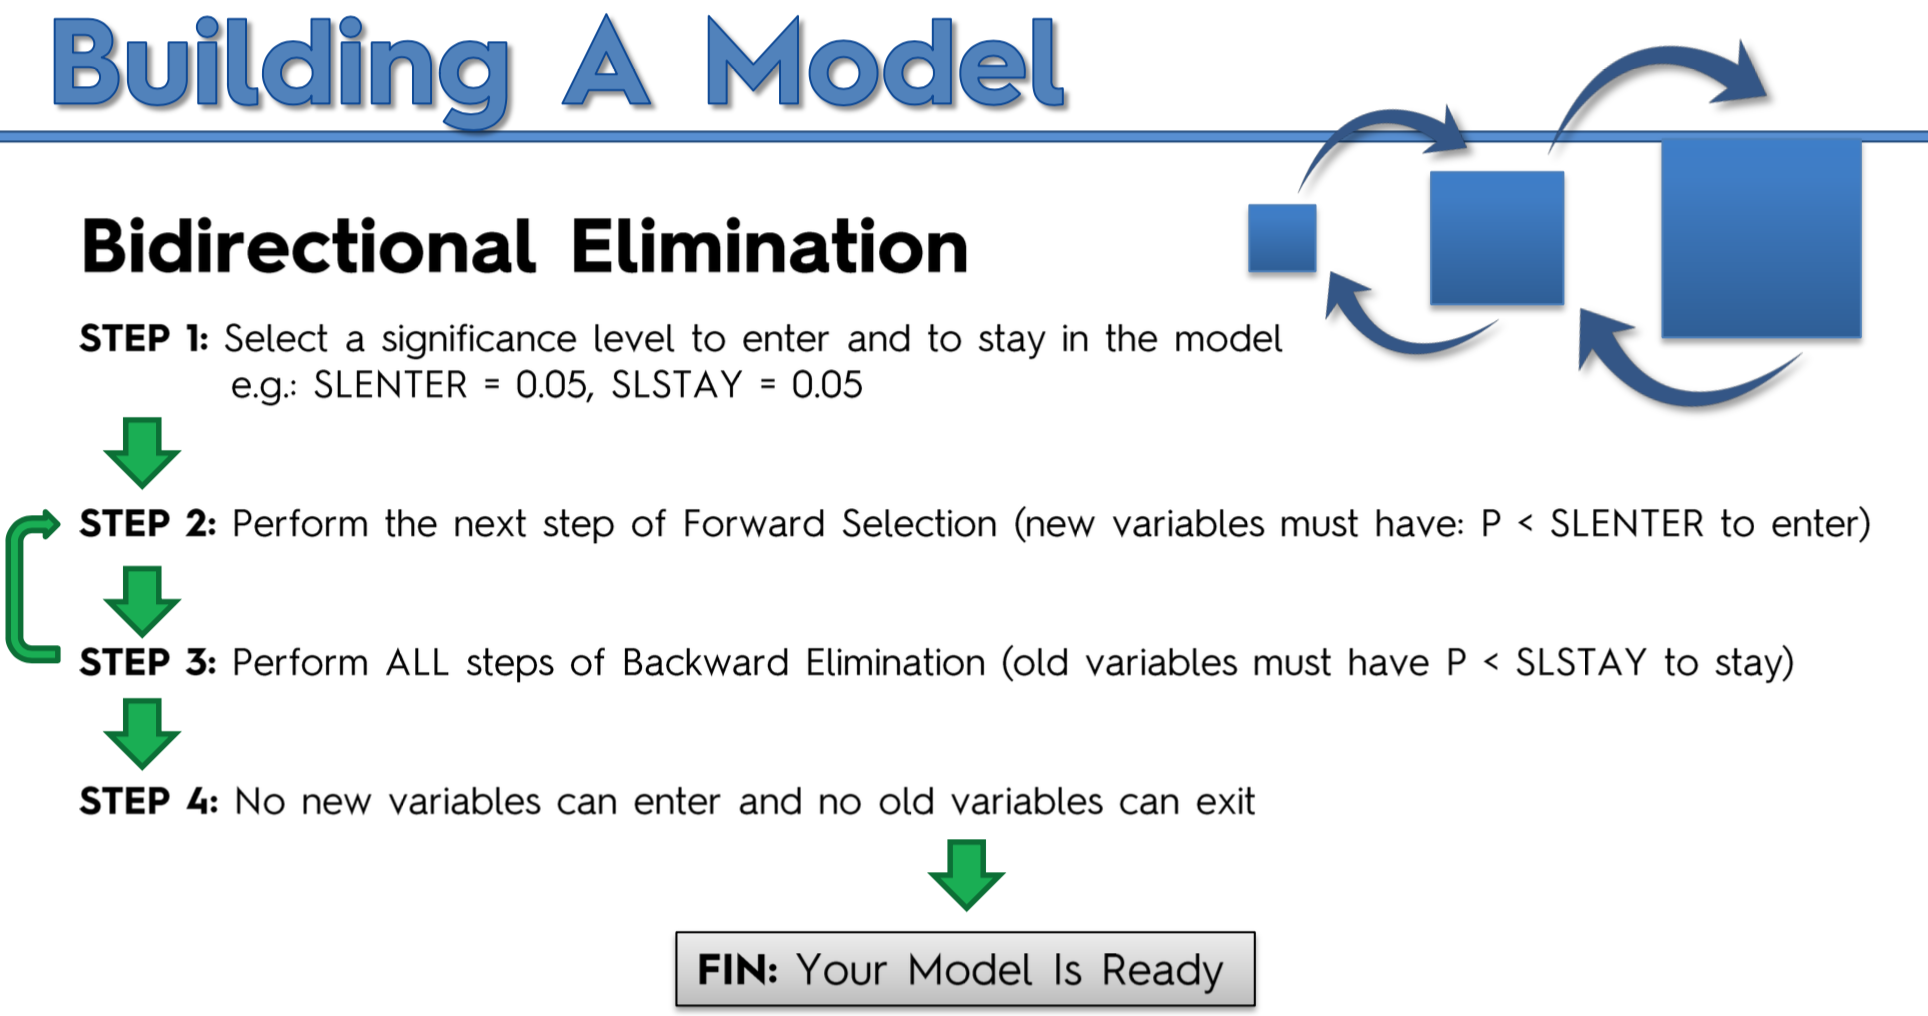 Building A Model
Bidirectional Elimination
STEP 1: Select a significance level to enter and to stay in the model
e.g.: SLENTER = 0.05, SLSTAY = 0.05
STEP 2: Perform the next step of Forward Selection (new variables must have: P < SLENTER to enter)
STEP 3: Perform ALL steps of Backward Elimination (old variables must have P < SLSTAY to stay)
STEP 4: No new variables can enter and no old variables can exit
FIN: Your Model Is Ready